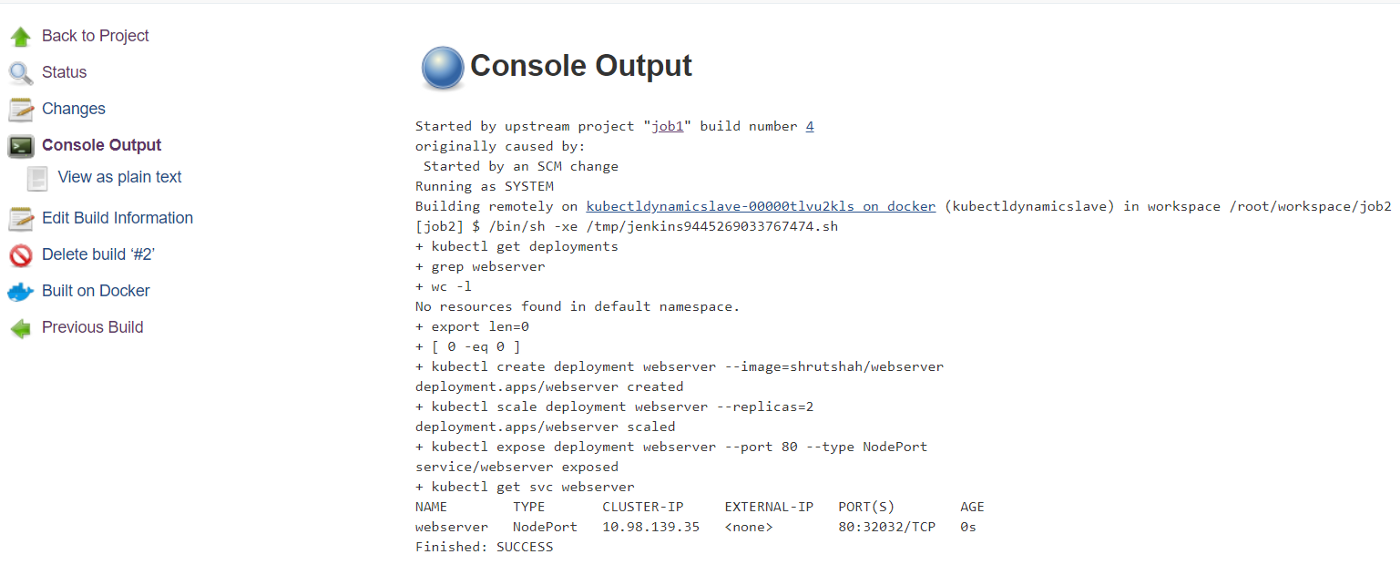 Back to Project
Status
Changes
Console Output
View as plain text
Edit Build Information
Delete build ‘#2’
Built on Docker
Previous Build
Console Output
Started by upstream project "job1" build number 4
originally caused by:
Started by an SCM change
Running as SYSTEM
Building remotely on kubectldynamicslave-00000tlvu2kls on docker (kubectldynamicslave) in workspace /root/workspace/job2
[job2] $ /bin/sh -xe /tmp/jenkins9445269033767474.sh
+ kubectl get deployments
+ grep webserver
+ wc -l
No resources found in default namespace.
+ export len=0
+ [ 0 -eq 0 ]
+ kubectl create deployment webserver --image=shrutshah/webserver
deployment.apps/webserver created
+ kubectl scale deployment webserver --replicas=2
deployment.apps/webserver scaled
+ kubectl expose deployment webserver --port 80 --type NodePort
service/webserver exposed
+ kubectl get svc webserver
NAME TYPE CLUSTER-IP EXTERNAL-IP PORT(S) AGE
webserver NodePort 10.98.139.35 <none> 80:32032/TCP 0s
Finished: SUCCESS